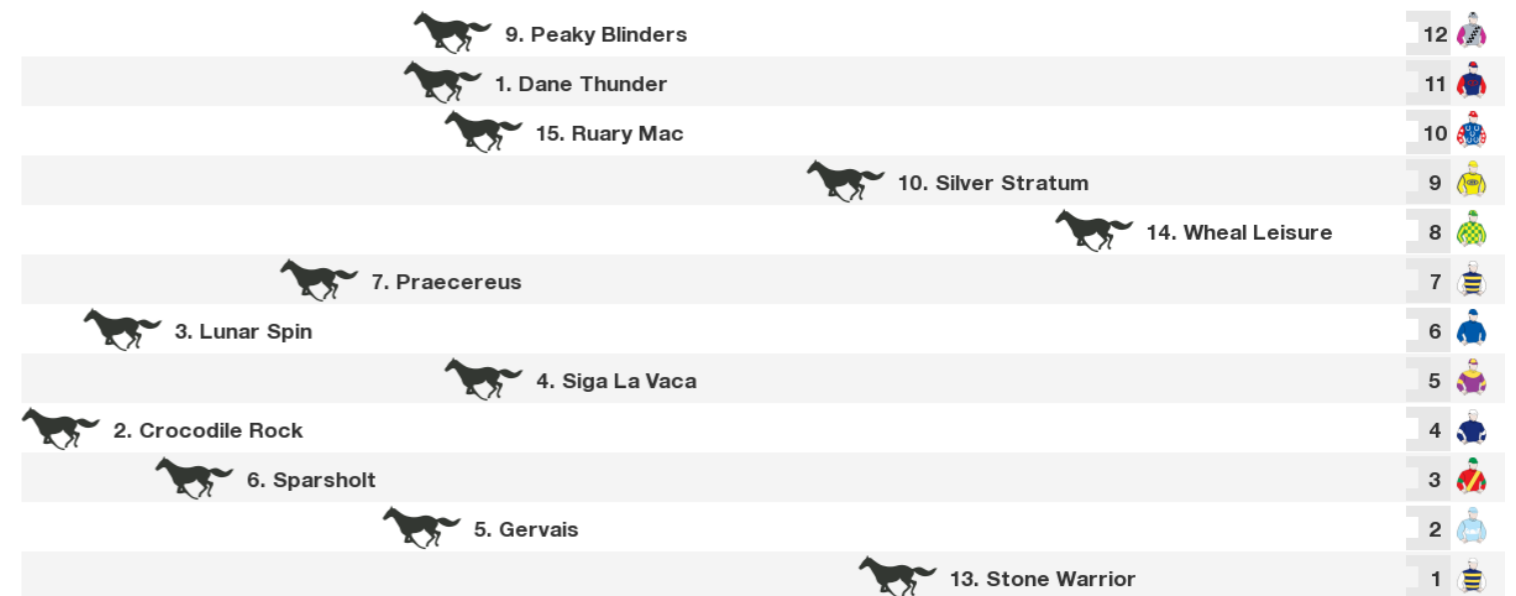 9. Peaky Blinders 12
1. Dane Thunder 11
15. Ruary Mac 10
10. Silver Stratum 9
14. Wheal Leisure 8
7. Praecereus 7
3. Lunar Spin 6
4. Siga La Vaca 5
2. Crocodile Rock 4
6. Sparsholt 3
5. Gervais 2
13. Stone Warrior 1